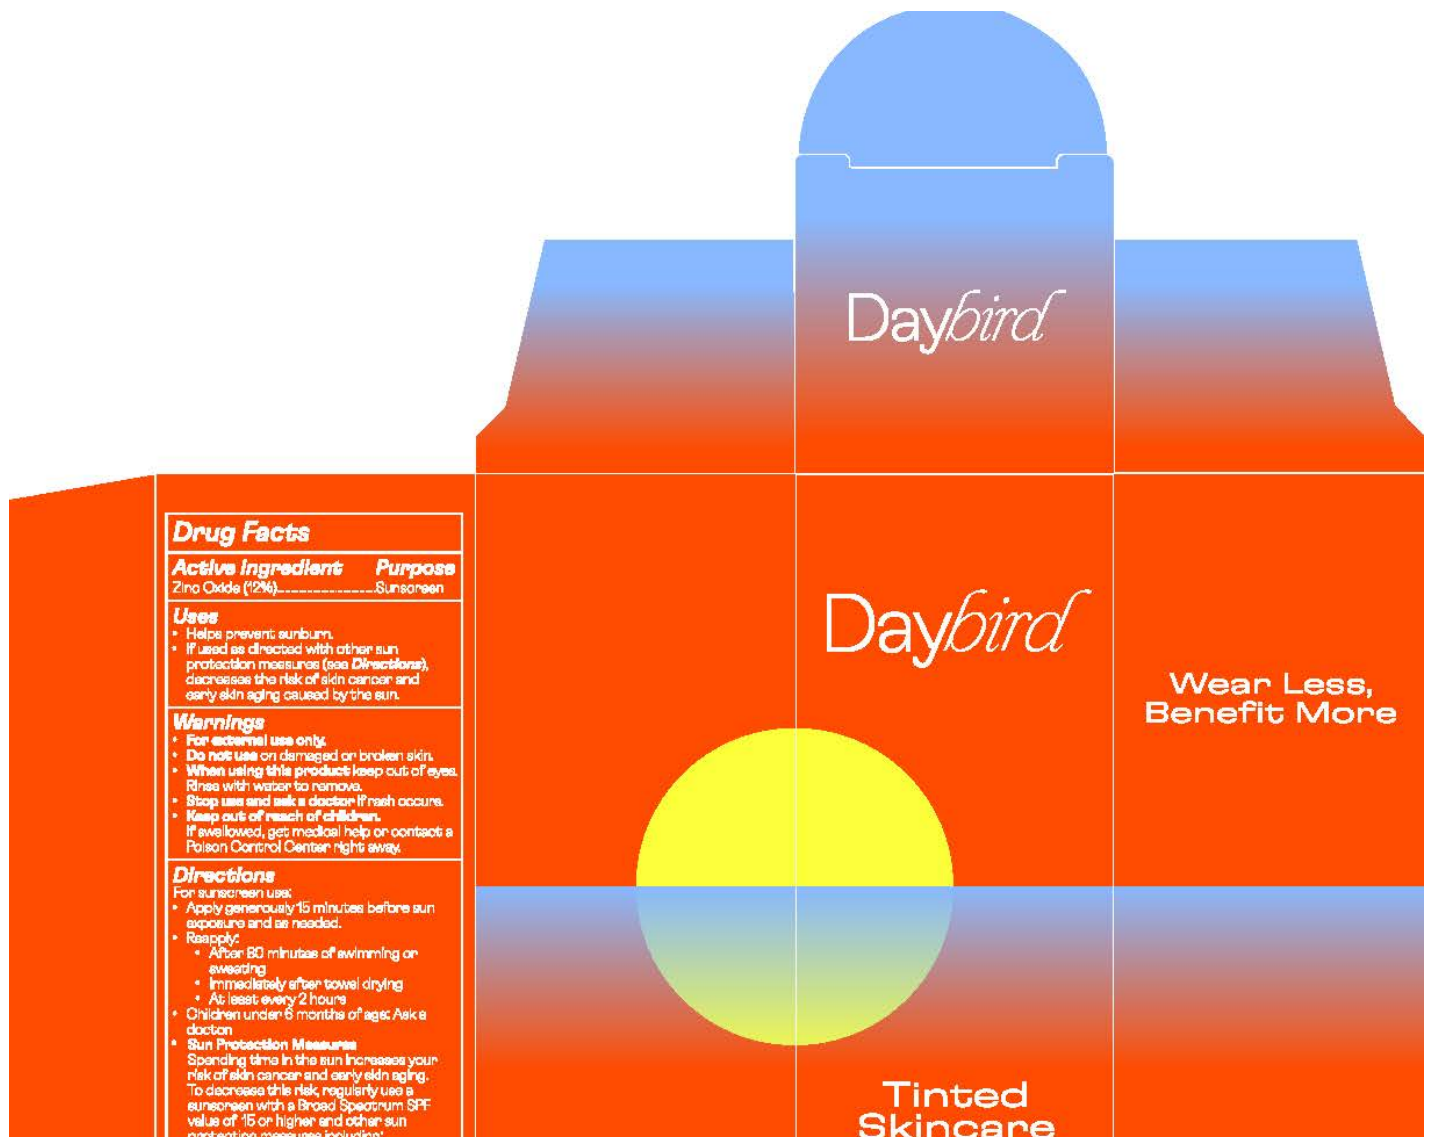 Daybird
Drug Facts
Active Ingredient Purpose
Zinc Oxide (12%)........................Sunscreen
Uses
• Helps prevent sunburn.
• If used as directed with other sun
protection measures (see Directions),
decreases the risk of skin cancer and
early skin aging caused by the sun.
Warnings
• For external use only.
• Do not use on damaged or broken skin.
• When using this product keep out of eyes.
Rinse with water to remove.
• Stop use and ask a doctor if rash occurs.
• Keep out of reach of children.
If swallowed, get medical help or contact a
Poison Control Center right away.
Directions
For sunscreen use:
• Apply generously 15 minutes before sun
exposure and as needed.
• Reapply:
• After 80 minutes of swimming or
sweating
• Immediately after towel drying
• At least every 2 hours
• Children under 6 months of age: Ask a
doctor.
• Sun Protection Measures
Spending time in the sun increases your
risk of skin cancer and early skin aging.
To decrease this risk, regularly use a
sunscreen with a Broad Spectrum SPF
value of 15 or higher and other sun
protection measures including:
Daybird
Tinted
Skincare
Wear Less,
Benefit More